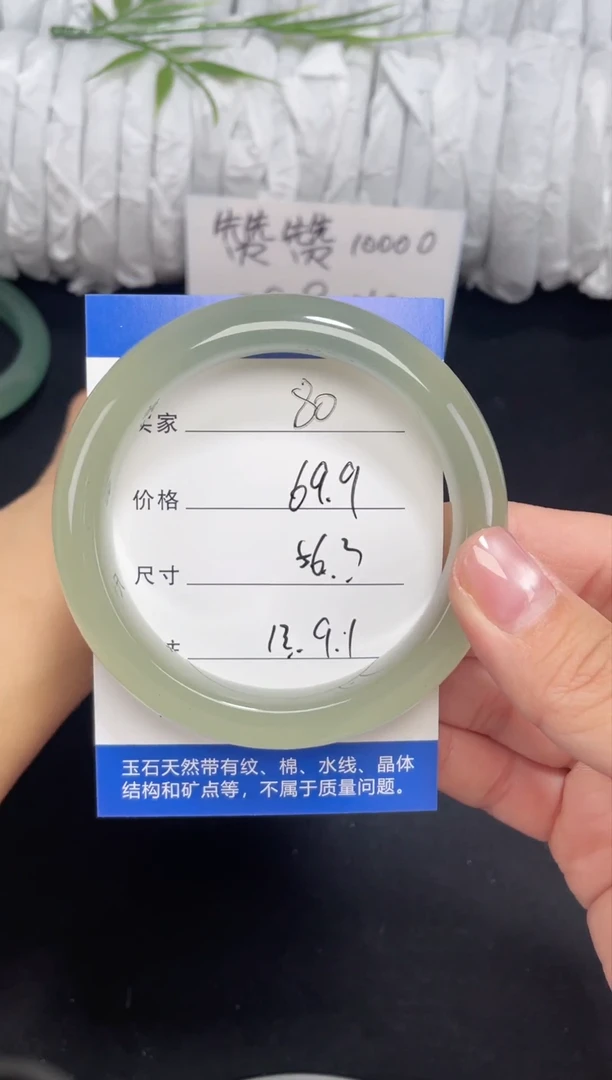 赞赞 10000
家 80
价格 69.9
尺寸 56.3
13.9.1
玉石天然带有纹、棉、水线、晶体
结构和矿点等，不属于质量问题。